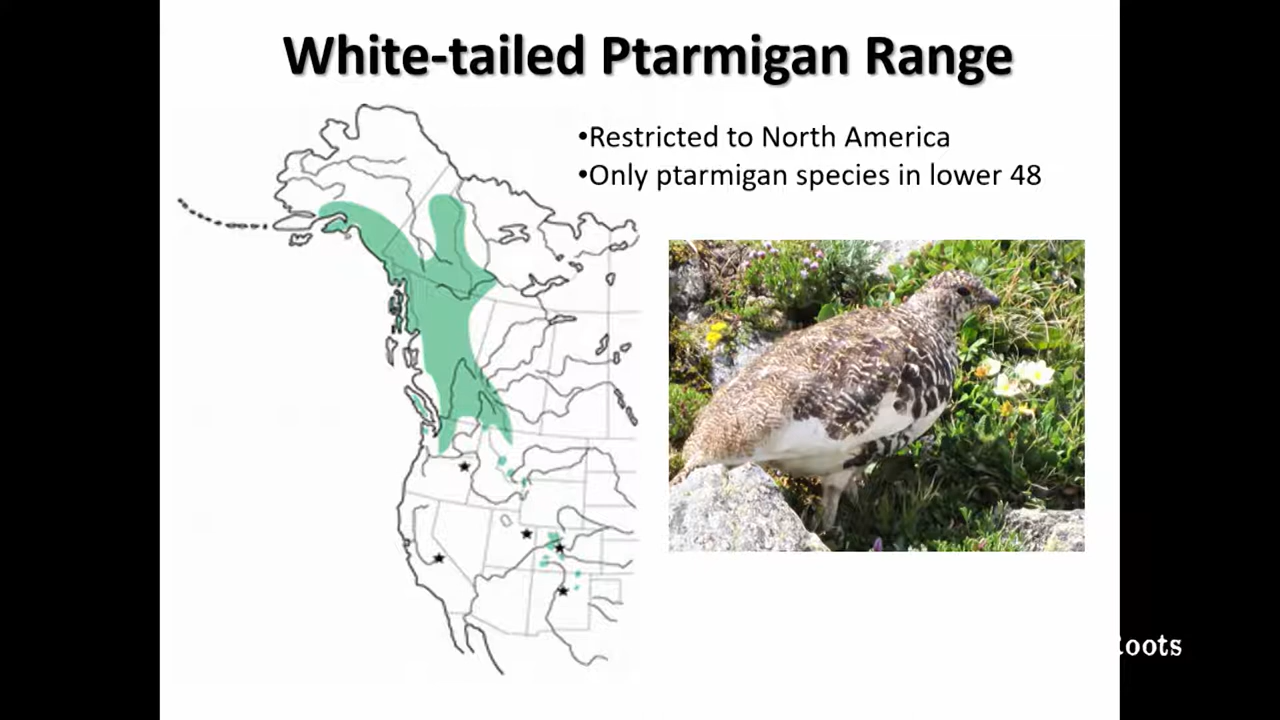 White-tailed Ptarmigan Range
•Restricted to North America
•Only ptarmigan species in lower 48